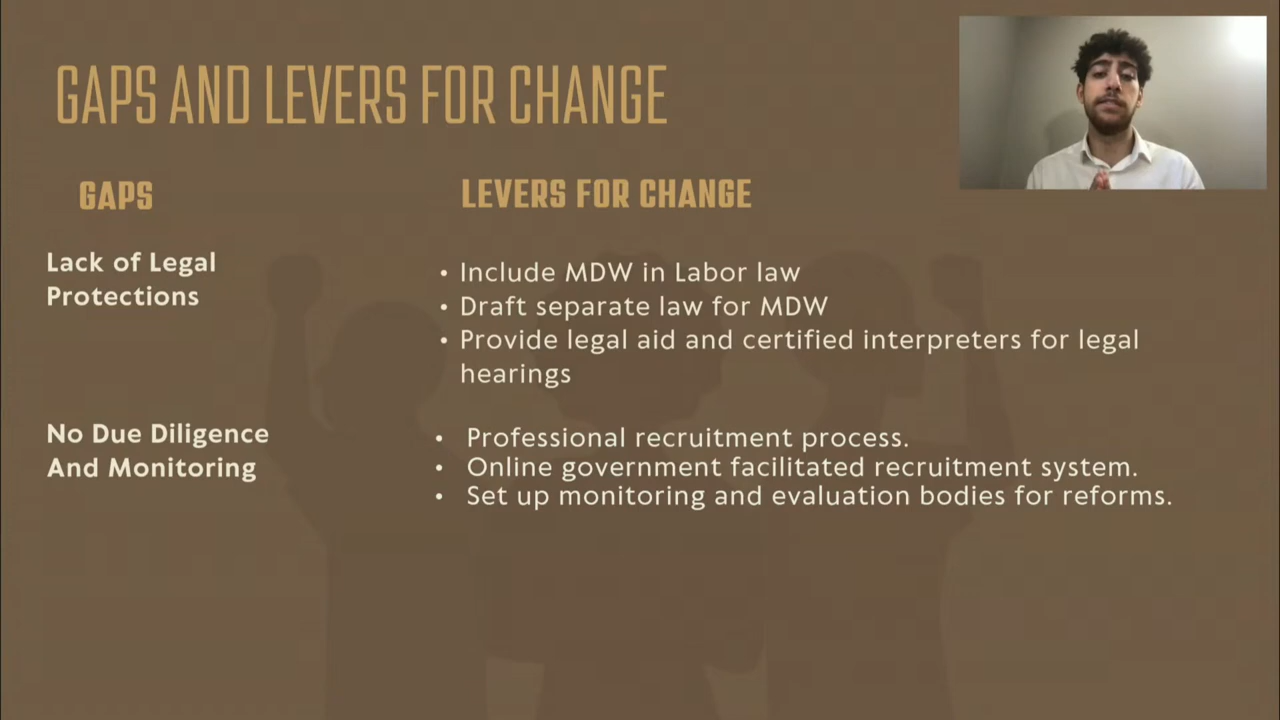 GAPS AND LEVERS FOR CHANGE
GAPS
LEVERS FOR CHANGE
Lack of Legal
Protections
• Include MDW in Labor law
• Draft separate law for MDW
• Provide legal aid and certified interpreters for legal
hearings
No Due Diligence
And Monitoring
• Professional recruitment process.
• Online government facilitated recruitment system.
• Set up monitoring and evaluation bodies for reforms.